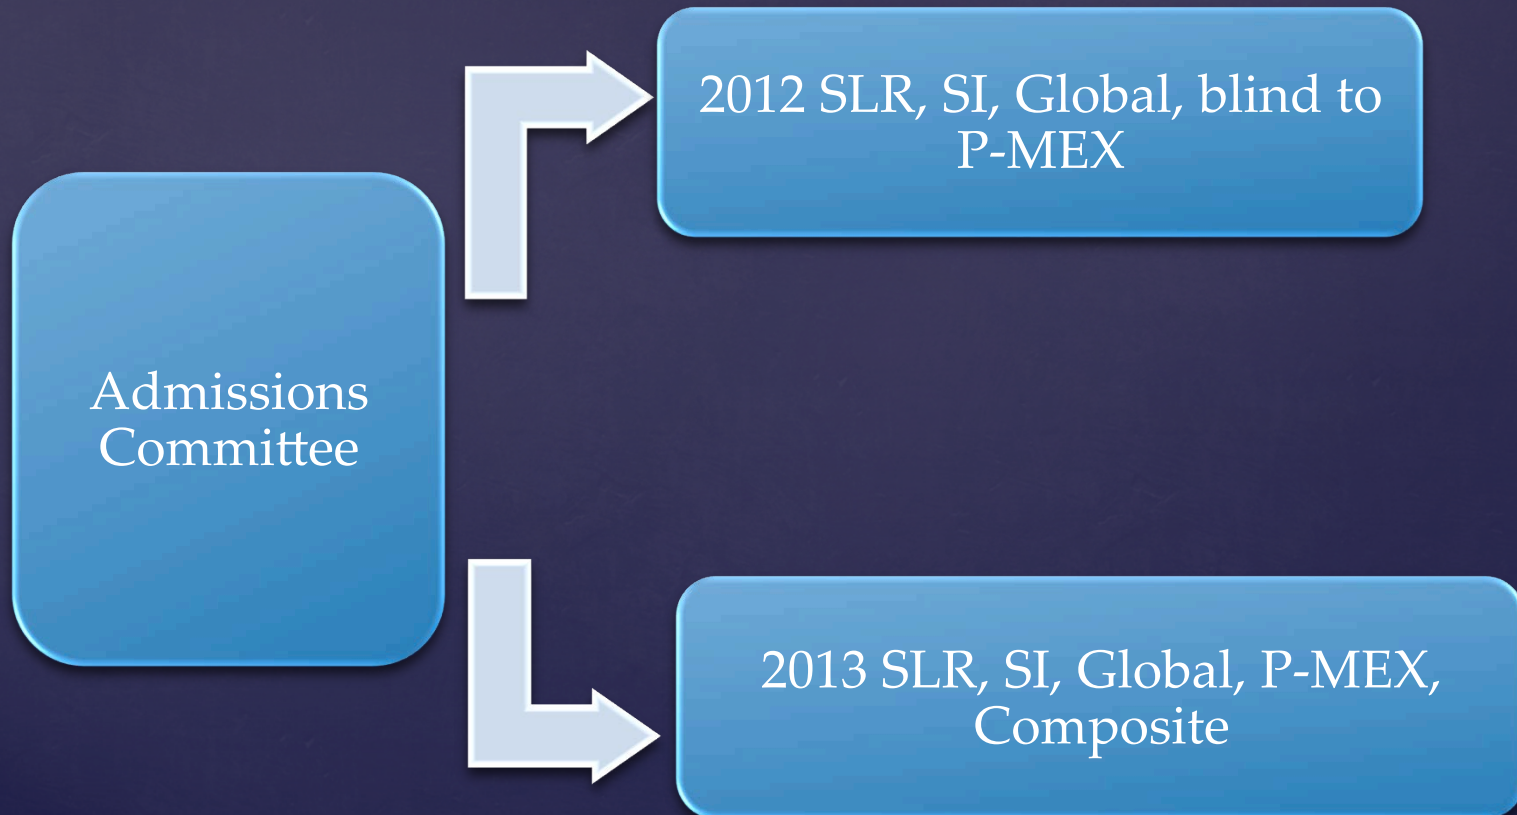 2012 SLR, SI, Global, blind to
P-MEX
Admissions
Committee
2013 SLR, SI, Global, P-MEX,
Composite